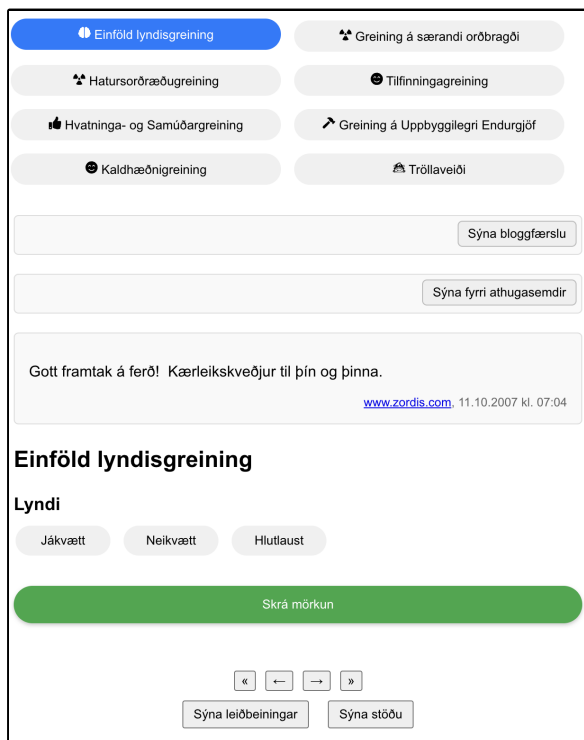 Einföld lyndisgreining
Greining á særandi orðbragði
Hatursorðræðugreining
Tilfinningagreining
Hvatninga- og Samúðargreining
Greining á Uppbyggilegri Endurgjöf
Kaldhæðnigreining
Tröllaveiði
Sýna bloggfærslu
Sýna fyrri athugasemdir
Gott framtak á ferð! Kærleikskveðjur til þín og þinna.
www.zordis.com, 11.10.2007 kl. 07:04
Einföld lyndisgreining
Lyndi
Jákvætt Neikvætt Hlutlaust
Skrá mörkun
« ← → »
Sýna leiðbeiningar Sýna stöðu